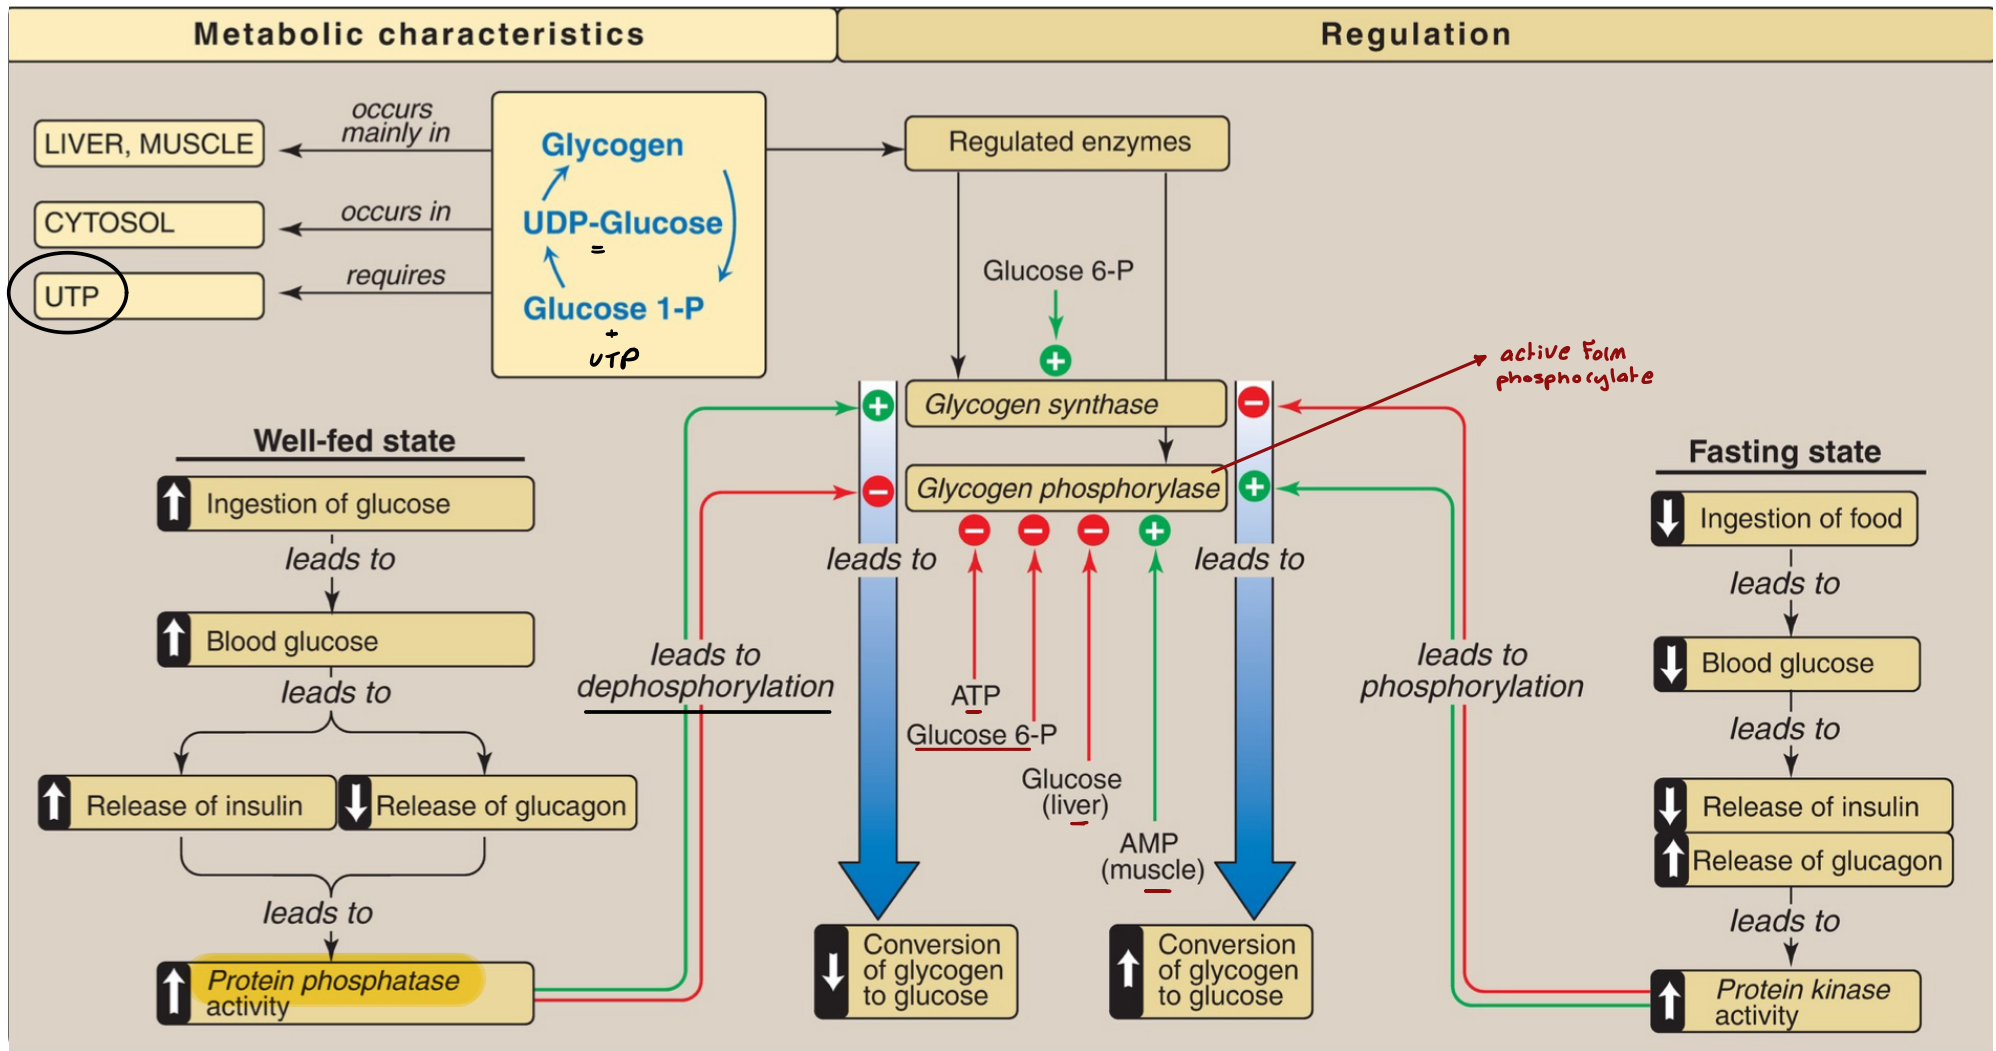 Metabolic characteristics
Regulation
LIVER, MUSCLE
occurs
mainly in
CYTOSOL
occurs in
UTP
requires
Glycogen
UDP-Glucose
=
Glucose 1-P
+
UTP
Regulated enzymes
Glucose 6-P
+
Glycogen synthase
+
−
Glycogen phosphorylase
−
+
− − − +
active Form
phosphorylate
ATP
Glucose 6-P
Glucose
(liver)
AMP
(muscle)
Well-fed state
Ingestion of glucose
leads to
Blood glucose
leads to
Release of insulin
Release of glucagon
leads to
Protein phosphatase
activity
leads to
dephosphorylation
leads to
Conversion
of glycogen
to glucose
leads to
Conversion
of glycogen
to glucose
leads to
phosphorylation
Fasting state
Ingestion of food
leads to
Blood glucose
leads to
Release of insulin
Release of glucagon
leads to
Protein kinase
activity